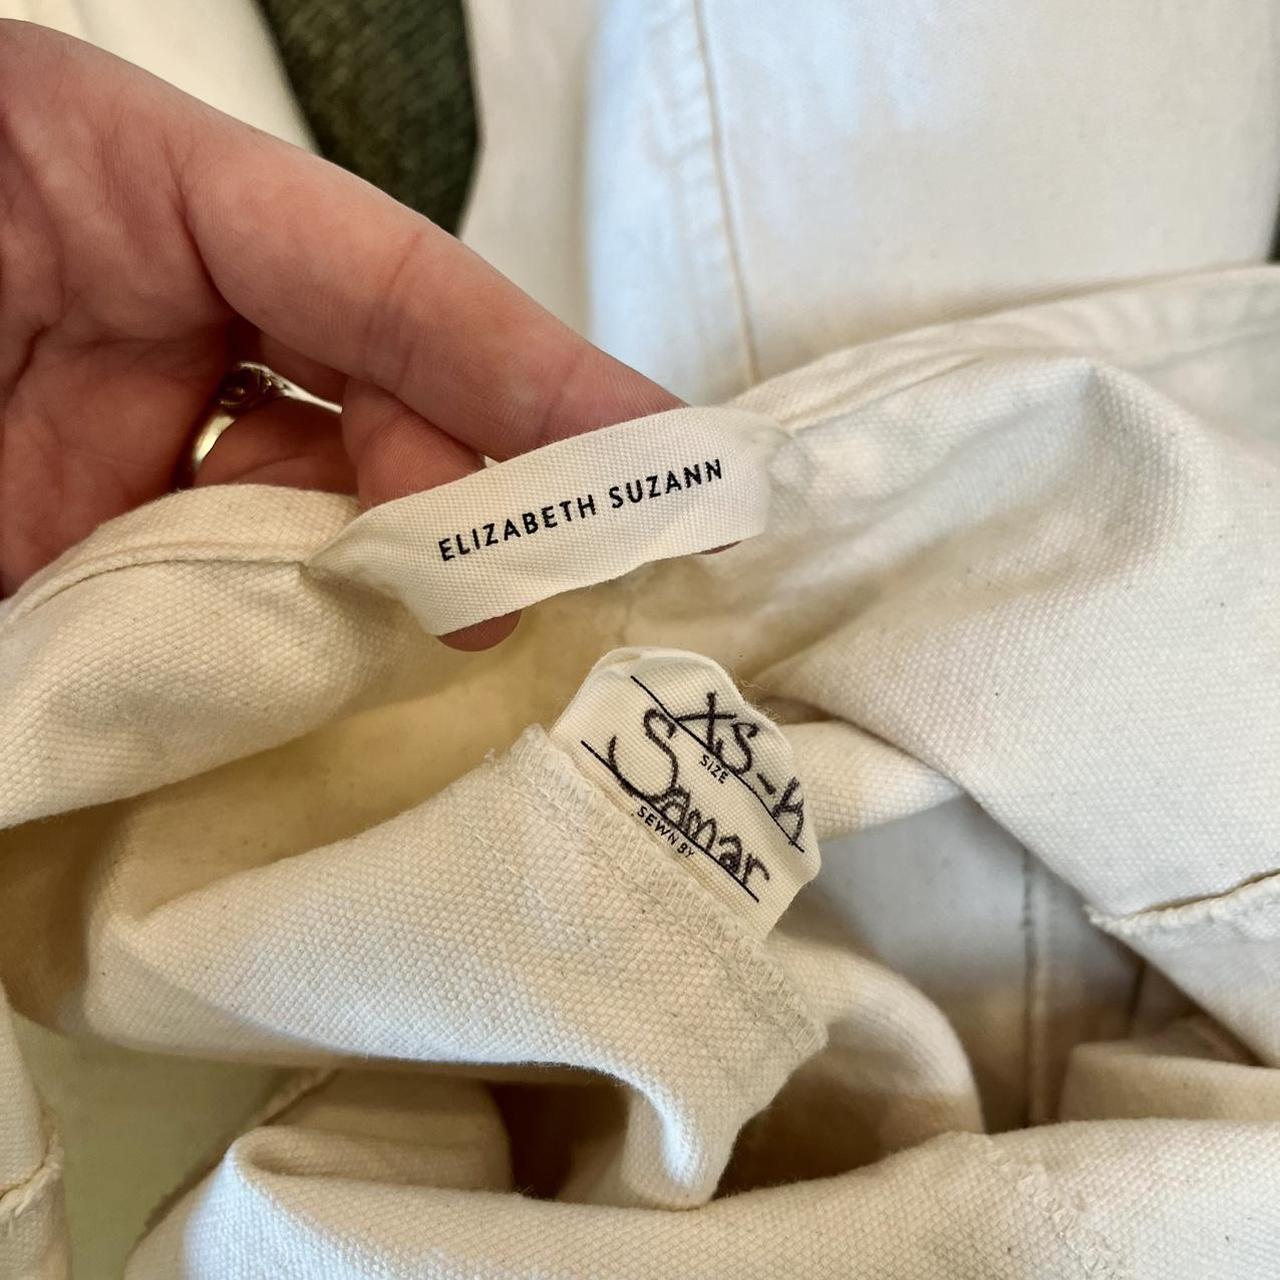 ELIZABETH SUZANN
XS-R
SIZE
Samar
SEWN BY